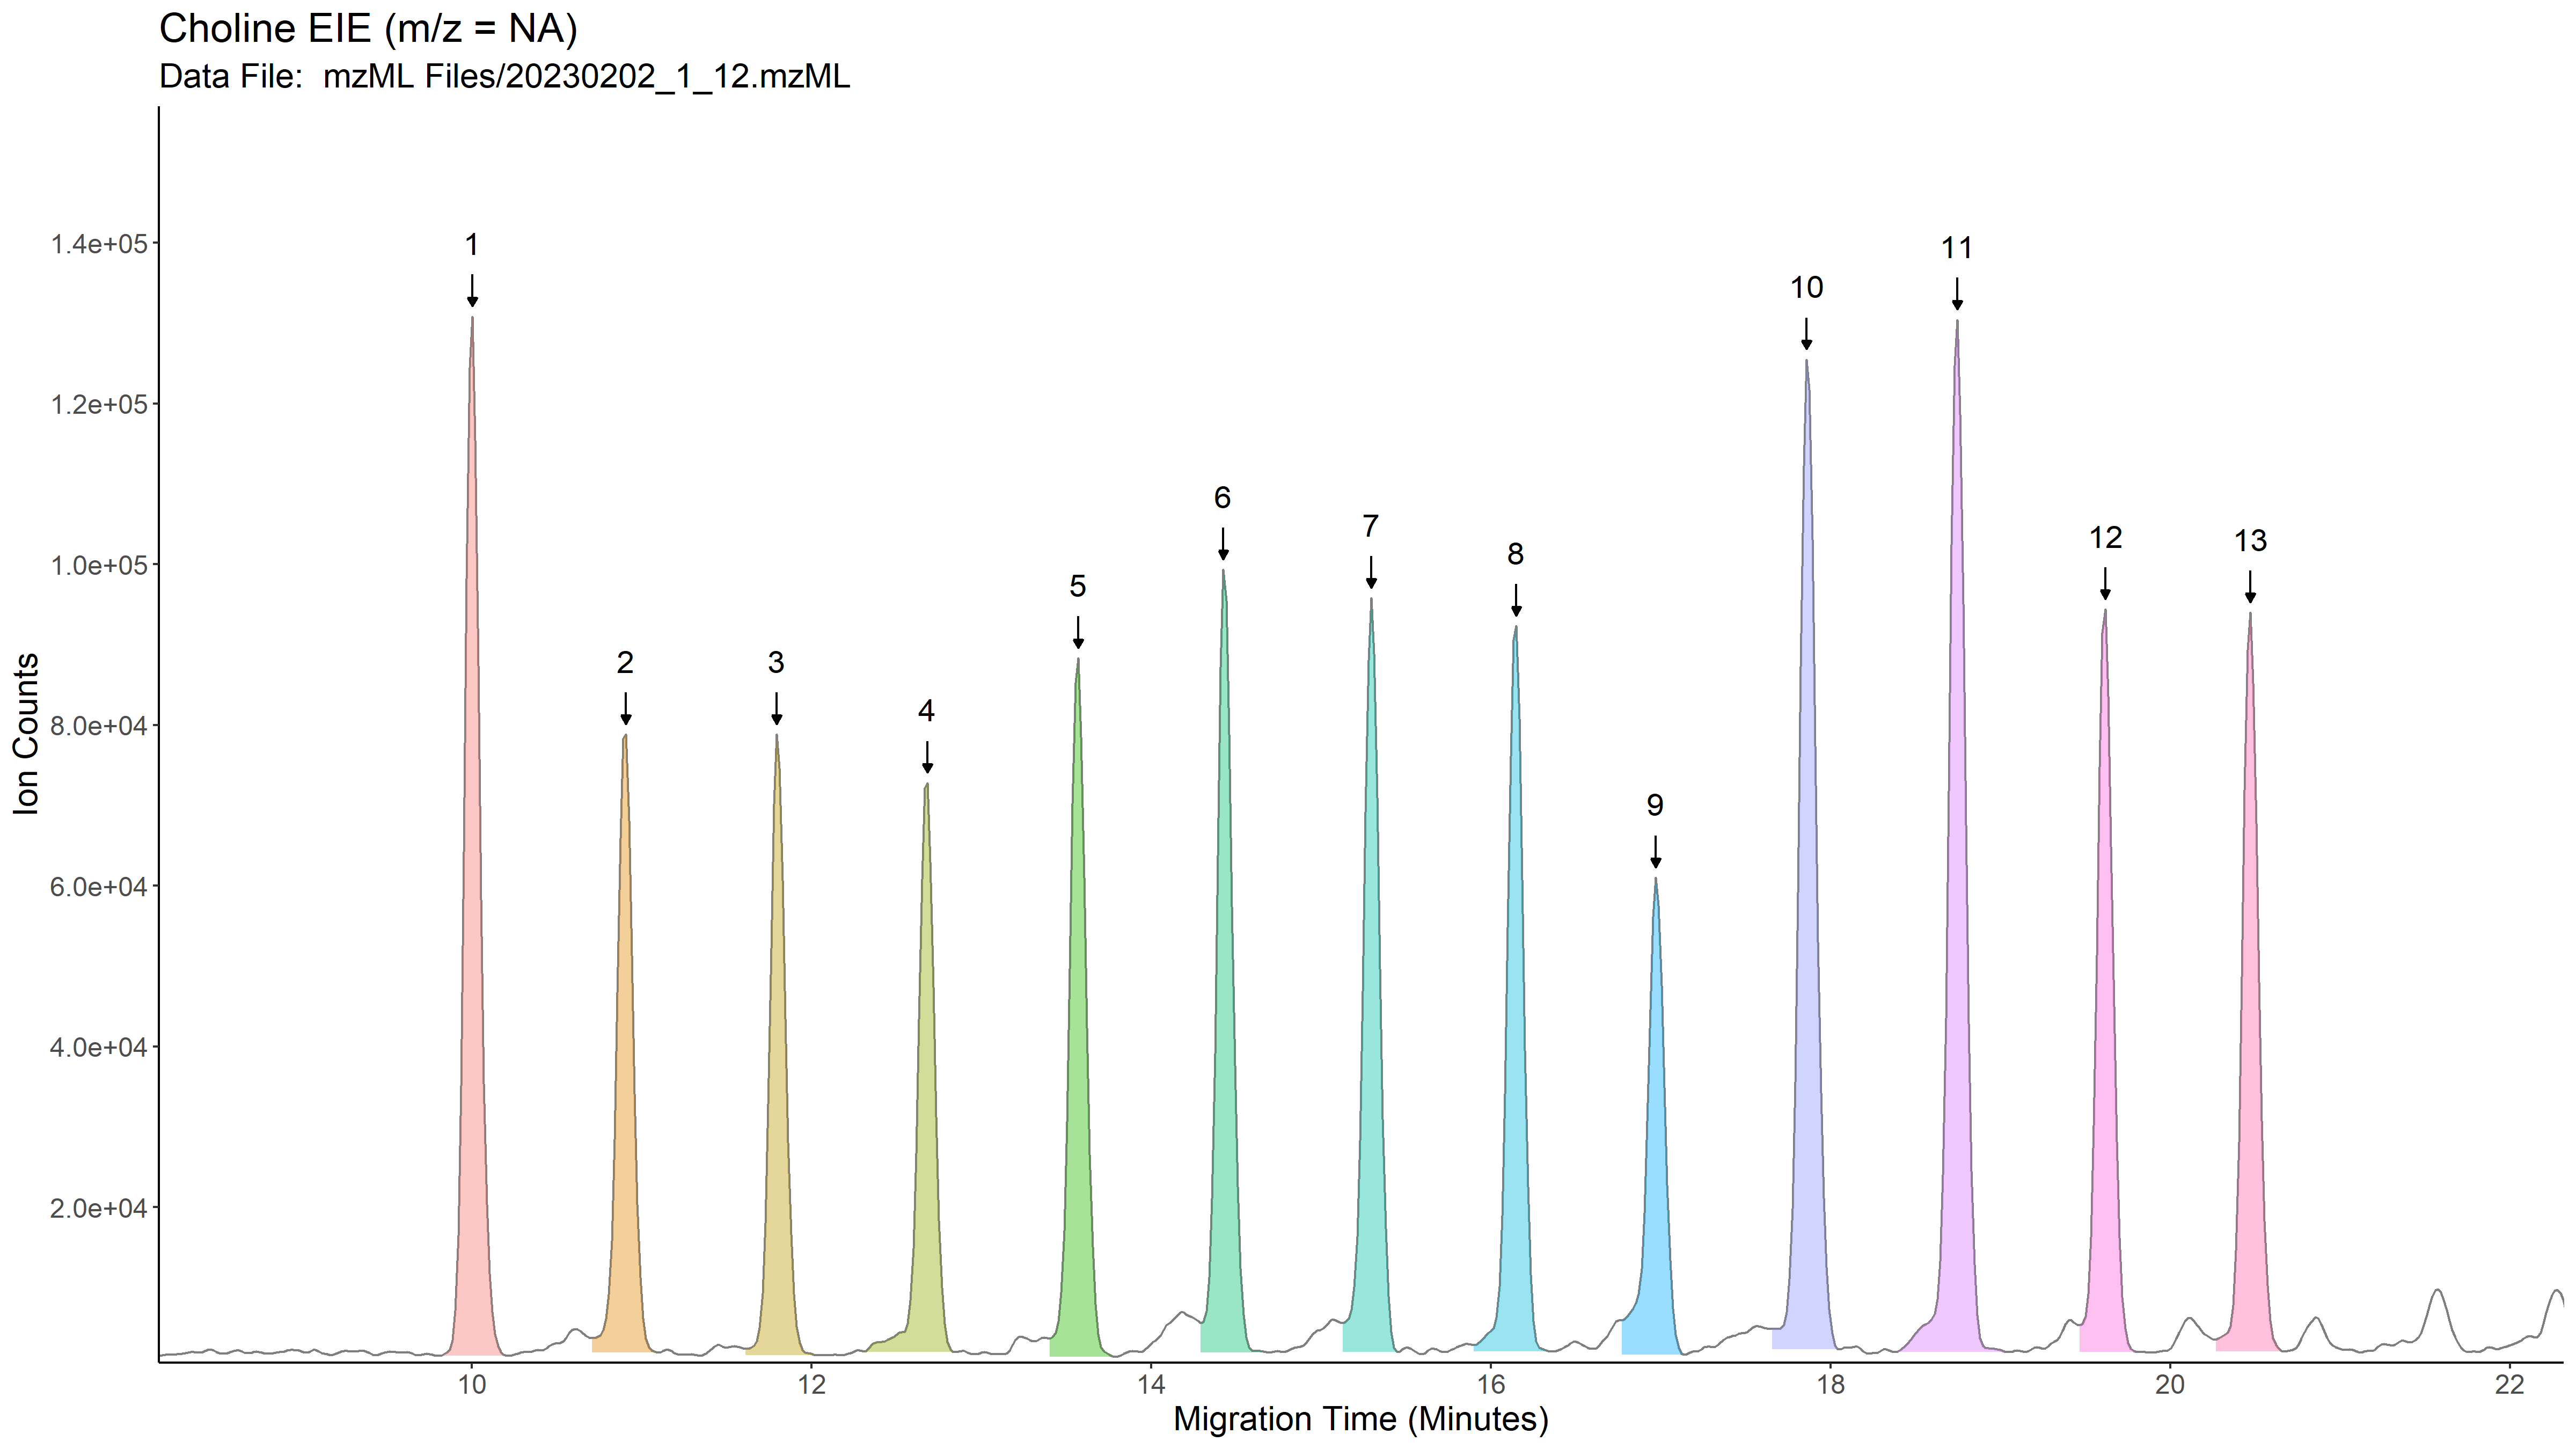 Choline EIE (m/z = NA)
Data File:  mzML Files/20230202_1_12.mzML
Ion Counts
1.4e+05
1.2e+05
1.0e+05
8.0e+04
6.0e+04
4.0e+04
2.0e+04
1
2
3
4
5
6
7
8
9
10
11
12
13
10 12 14 16 18 20 22
Migration Time (Minutes)